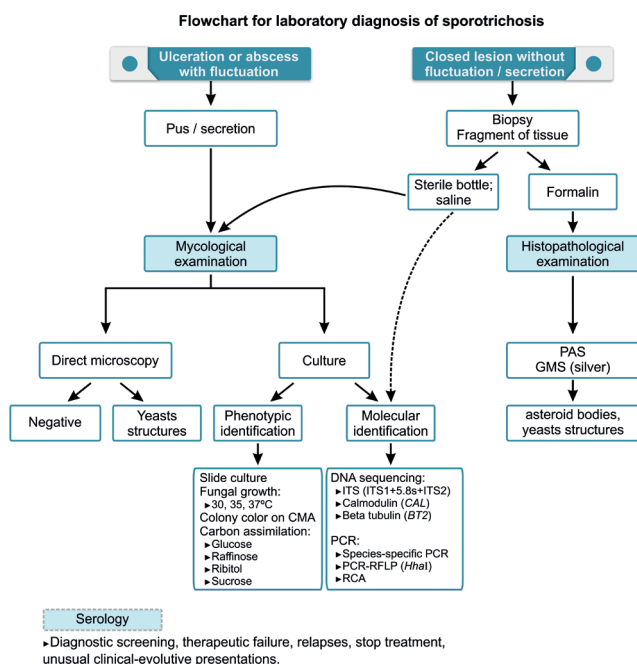 Flowchart for laboratory diagnosis of sporotrichosis
Ulceration or abscess
with fluctuation
Closed lesion without
fluctuation / secretion
Pus / secretion
Biopsy
Fragment of tissue
Sterile bottle;
saline
Formalin
Mycological
examination
Histopathological
examination
Direct microscopy
Culture
PAS
GMS (silver)
Negative
Yeasts
structures
Phenotypic
identification
Molecular
identification
asteroid bodies,
yeasts structures
Slide culture
Fungal growth:
►30, 35, 37ºC
Colony color on CMA
Carbon assimilation:
►Glucose
►Raffinose
►Ribitol
►Sucrose
DNA sequencing:
►ITS (ITS1+5.8s+ITS2)
►Calmodulin (CAL)
►Beta tubulin (BT2)
PCR:
►Species-specific PCR
►PCR-RFLP (HhaI)
►RCA
Serology
►Diagnostic screening, therapeutic failure, relapses, stop treatment,
unusual clinical-evolutive presentations.